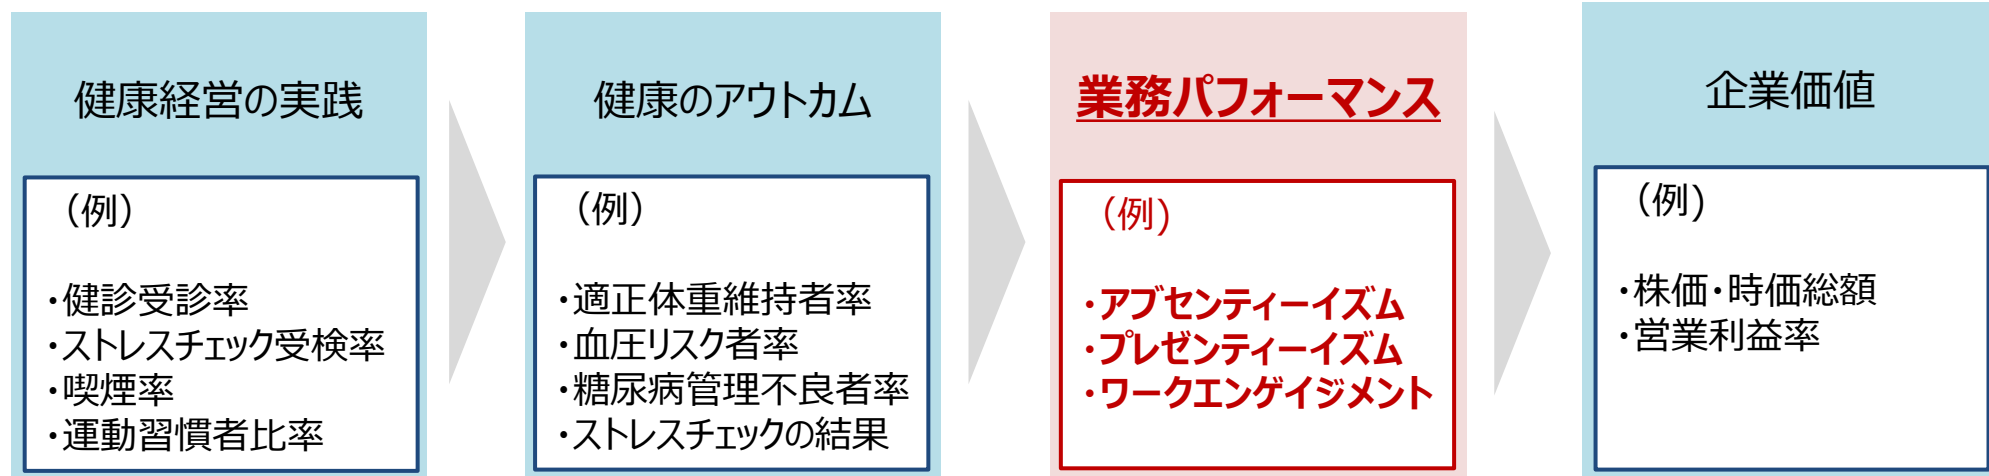 健康経営の実践
（例）
・健診受診率
・ストレスチェック受検率
・喫煙率
・運動習慣者比率
健康のアウトカム
（例）
・適正体重維持者率
・血圧リスク者率
・糖尿病管理不良者率
・ストレスチェックの結果
業務パフォーマンス
（例)
・アブセンティーイズム
・プレゼンティーイズム
・ワークエンゲイジメント
企業価値
（例)
・株価・時価総額
・営業利益率